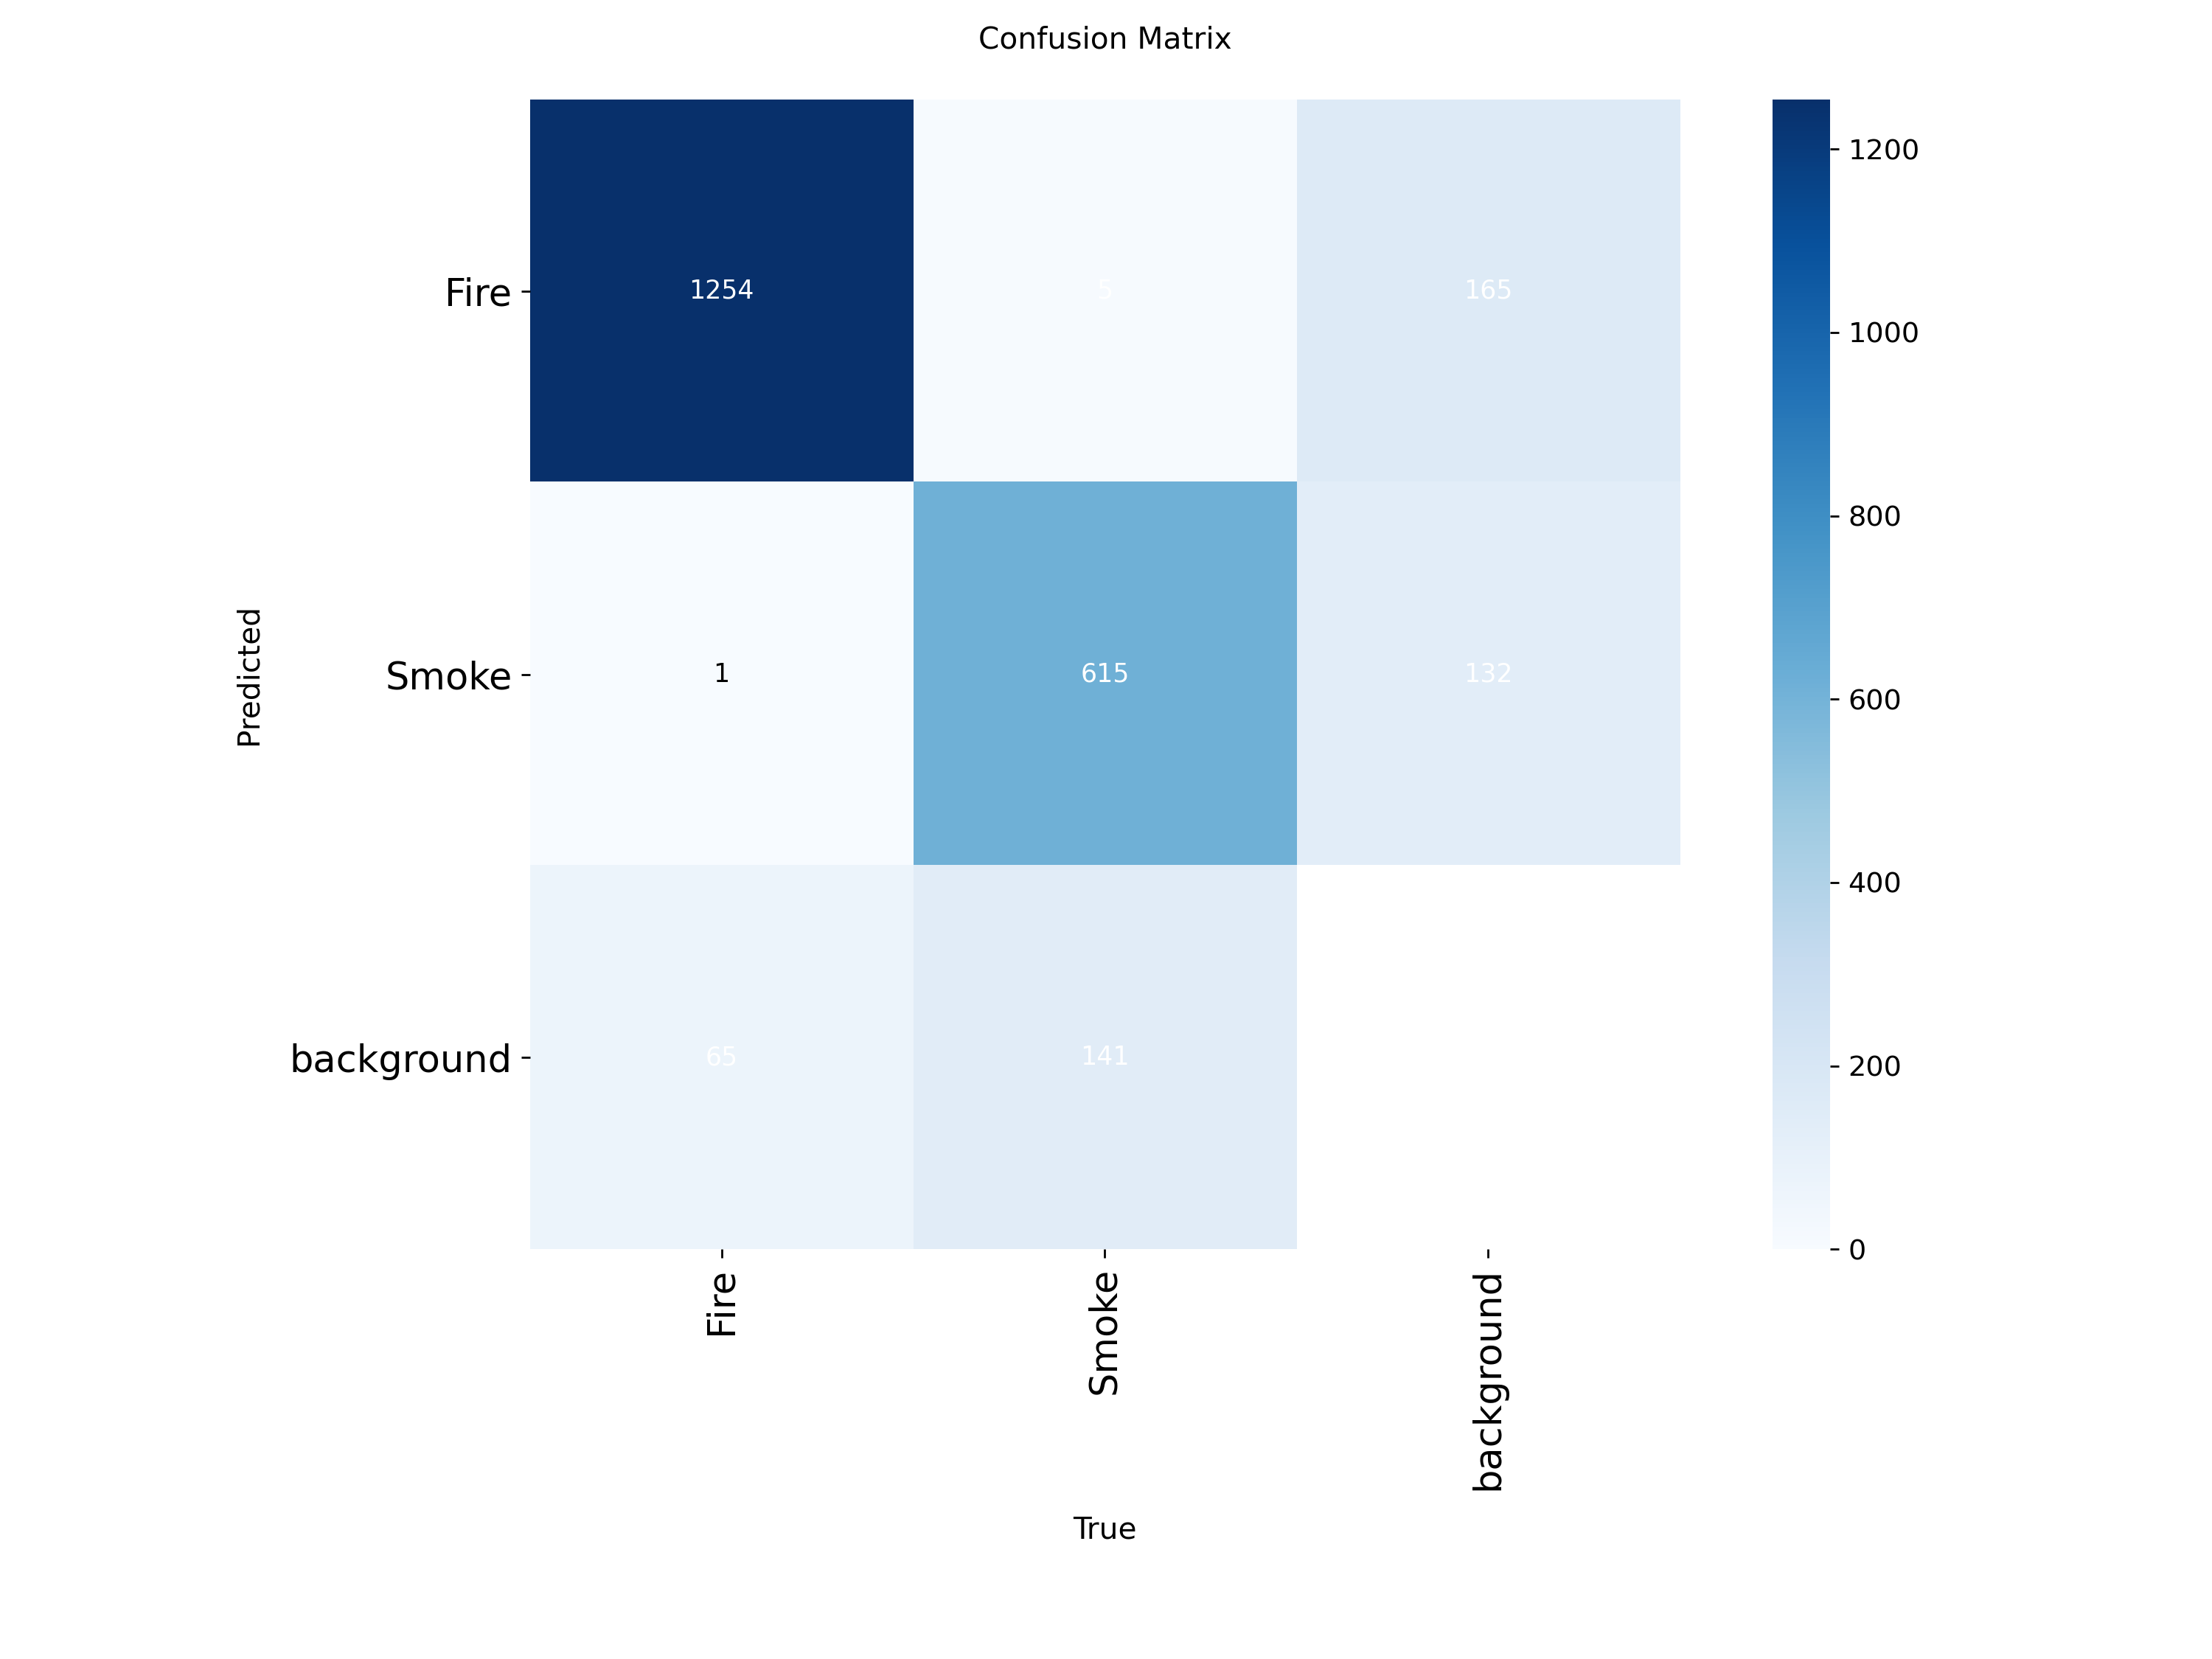 Confusion Matrix
Predicted
Fire
Smoke
background
1254 5 165
1 615 132
65 141
Fire Smoke background
True
1200
1000
800
600
400
200
0